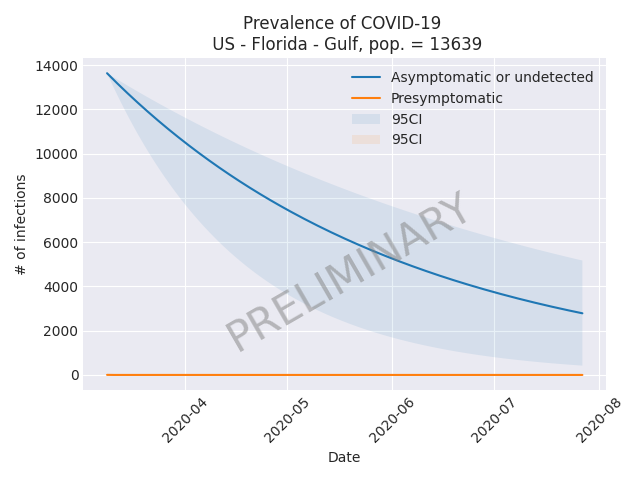 Prevalence of COVID-19
US - Florida - Gulf, pop. = 13639
14000
12000
10000
8000
6000
4000
2000
0
# of infections
Asymptomatic or undetected
Presymptomatic
95CI
95CI
PRELIMINARY
2020-04
2020-05
2020-06
2020-07
2020-08
Date